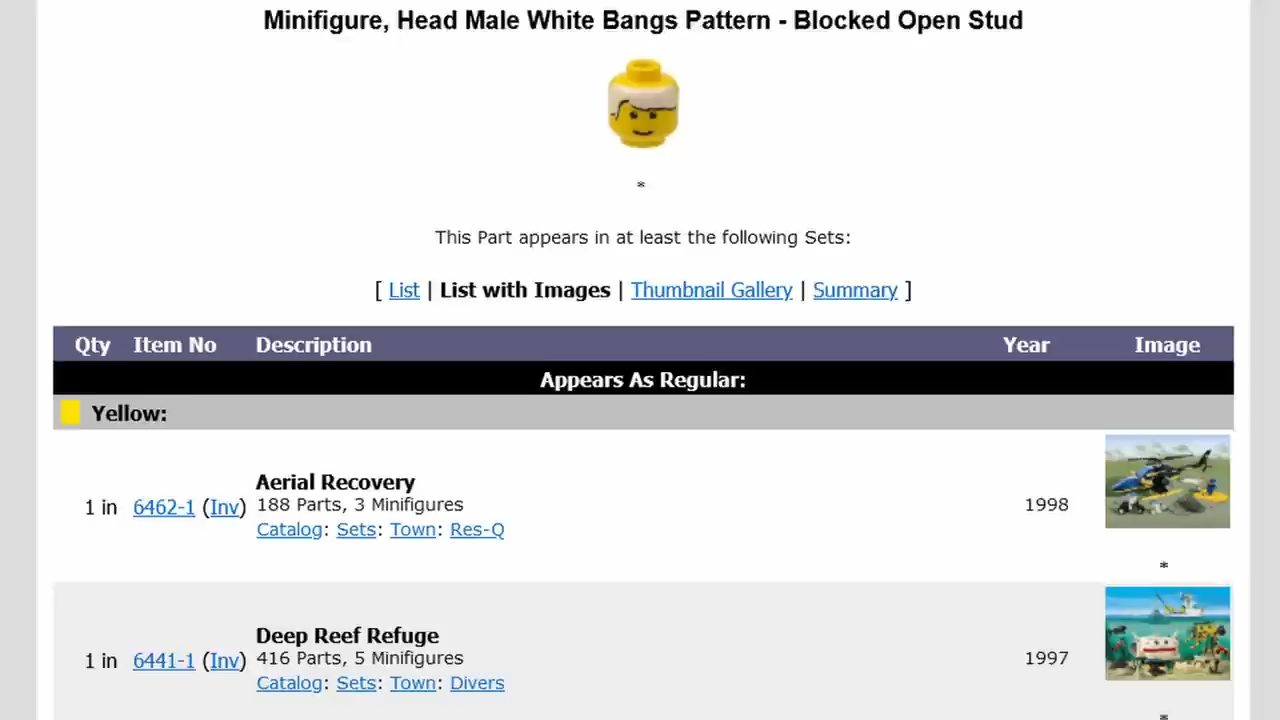 Minifigure, Head Male White Bangs Pattern - Blocked Open Stud
*
This Part appears in at least the following Sets:
[ List | List with Images | Thumbnail Gallery | Summary ]
Qty Item No Description Year Image
Appears As Regular:
Yellow:
Aerial Recovery
1 in 6462-1 (Inv) 188 Parts, 3 Minifigures 1998
Catalog: Sets: Town: Res-Q
*
Deep Reef Refuge
1 in 6441-1 (Inv) 416 Parts, 5 Minifigures 1997
Catalog: Sets: Town: Divers
*